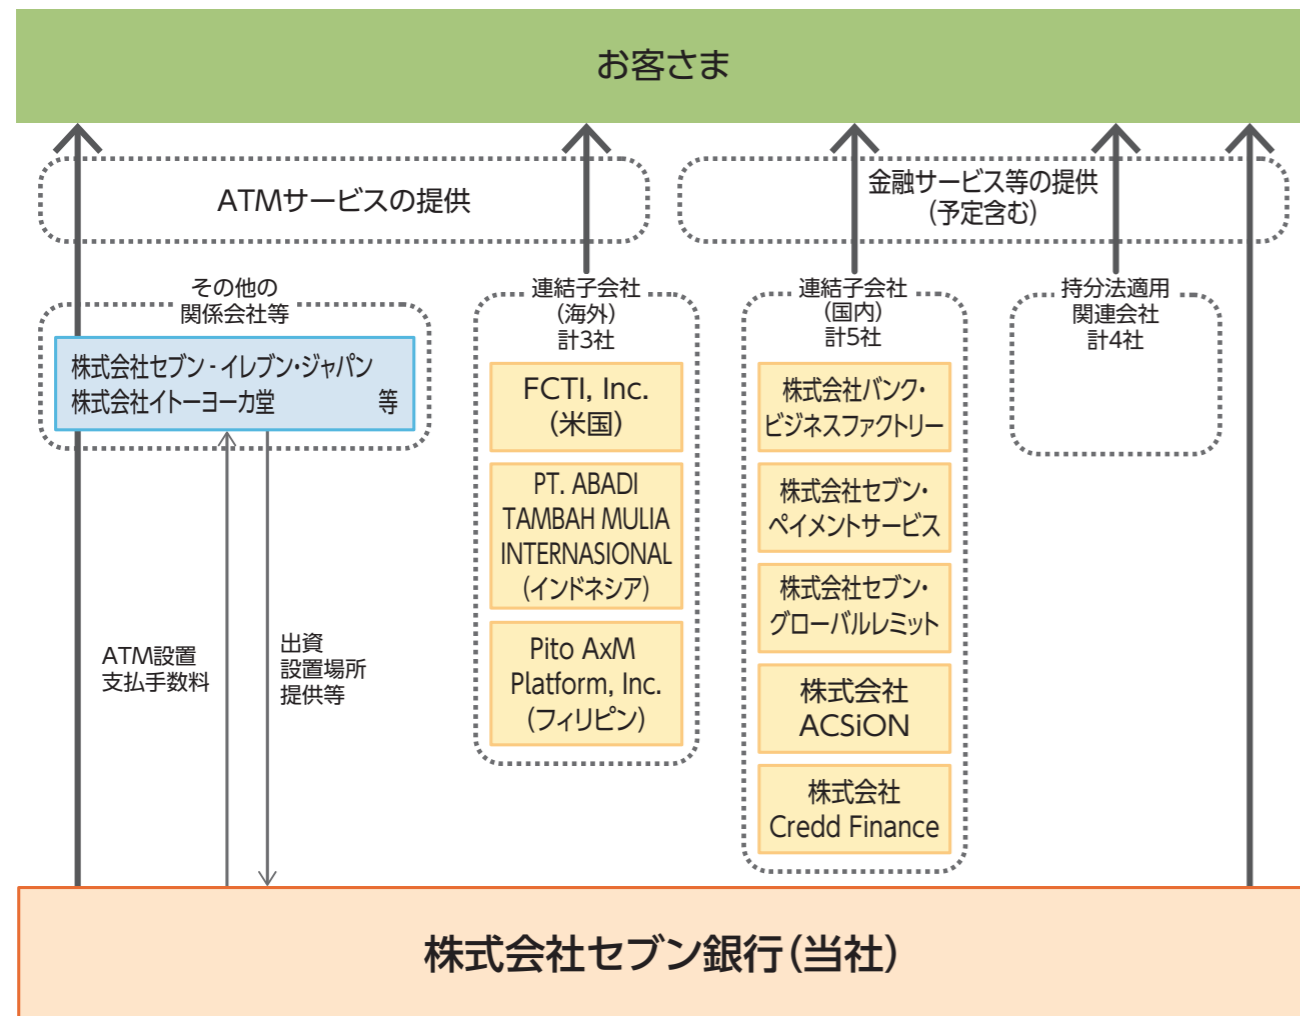 お客さま
ATMサービスの提供
金融サービス等の提供
(予定含む)
その他の
関係会社等
株式会社セブン‐イレブン・ジャパン
株式会社イトーヨーカ堂 等
ATM設置
支払手数料
出資
設置場所
提供等
連結子会社
(海外)
計3社
FCTI, Inc.
(米国)
PT. ABADI
TAMBAH MULIA
INTERNASIONAL
(インドネシア)
Pito AxM
Platform, Inc.
(フィリピン)
連結子会社
(国内)
計5社
株式会社バンク・
ビジネスファクトリー
株式会社セブン・
ペイメントサービス
株式会社セブン・
グローバルレミット
株式会社
ACSiON
株式会社
Credd Finance
持分法適用
関連会社
計4社
株式会社セブン銀行(当社)